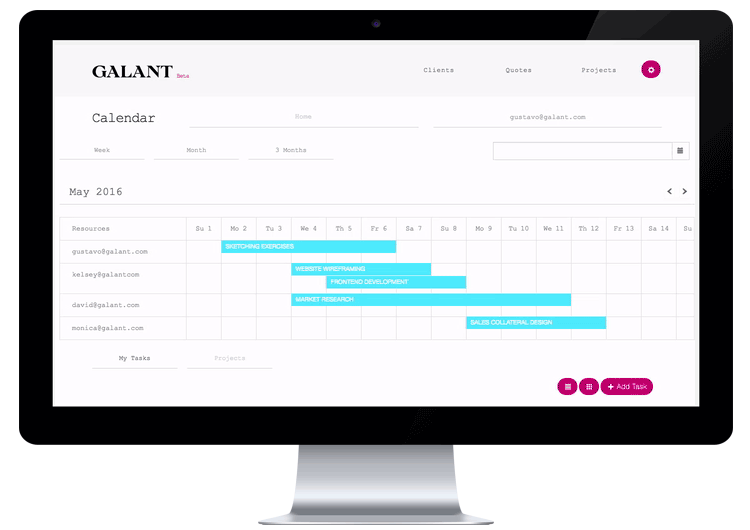 GALANT Beta
Clients Quotes Projects
Calendar
Home
gustavo@galant.com
Week Month 3 Months
May 2016
Resources Su 1 Mo 2 Tu 3 We 4 Th 5 Fr 6 Sa 7 Su 8 Mo 9 Tu 10 We 11 Th 12 Fr 13 Sa 14 Su
gustavo@galant.com SKETCHING EXERCISES
kelsey@galantcom WEBSITE WIREFRAMING
FRONTEND DEVELOPMENT
david@galant.com MARKET RESEARCH
monica@galant.com SALES COLLATERAL DESIGN
My Tasks Projects
Add Task